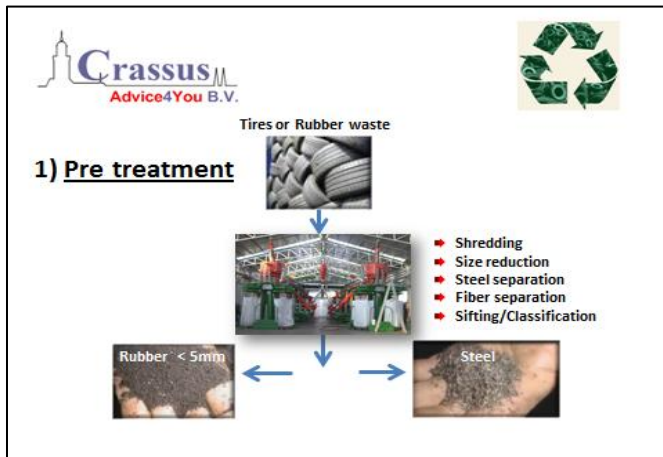 Crassus
Advice4You B.V.
Tires or Rubber waste
1) Pre treatment
Shredding
Size reduction
Steel separation
Fiber separation
Sifting/Classification
Rubber < 5mm
Steel